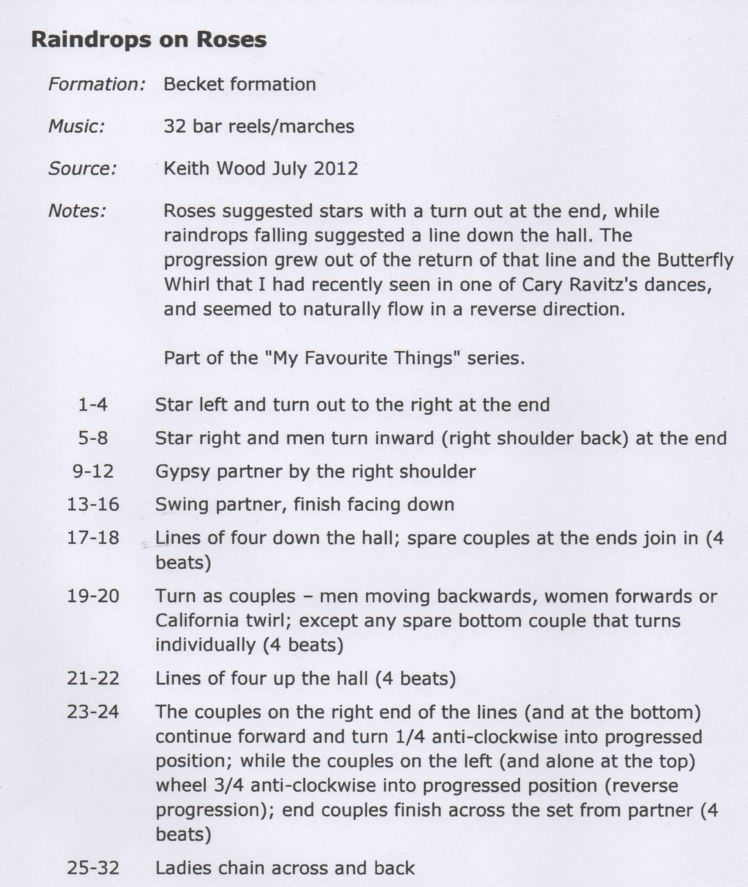 Raindrops on Roses
Formation: Becket formation
Music: 32 bar reels/marches
Source: Keith Wood July 2012
Notes: Roses suggested stars with a turn out at the end, while
raindrops falling suggested a line down the hall. The
progression grew out of the return of that line and the Butterfly
Whirl that I had recently seen in one of Cary Ravitz's dances,
and seemed to naturally flow in a reverse direction.
Part of the "My Favourite Things" series.
1-4 Star left and turn out to the right at the end
5-8 Star right and men turn inward (right shoulder back) at the end
9-12 Gypsy partner by the right shoulder
13-16 Swing partner, finish facing down
17-18 Lines of four down the hall; spare couples at the ends join in (4
beats)
19-20 Turn as couples – men moving backwards, women forwards or
California twirl; except any spare bottom couple that turns
individually (4 beats)
21-22 Lines of four up the hall (4 beats)
23-24 The couples on the right end of the lines (and at the bottom)
continue forward and turn 1/4 anti-clockwise into progressed
position; while the couples on the left (and alone at the top)
wheel 3/4 anti-clockwise into progressed position (reverse
progression); end couples finish across the set from partner (4
beats)
25-32 Ladies chain across and back